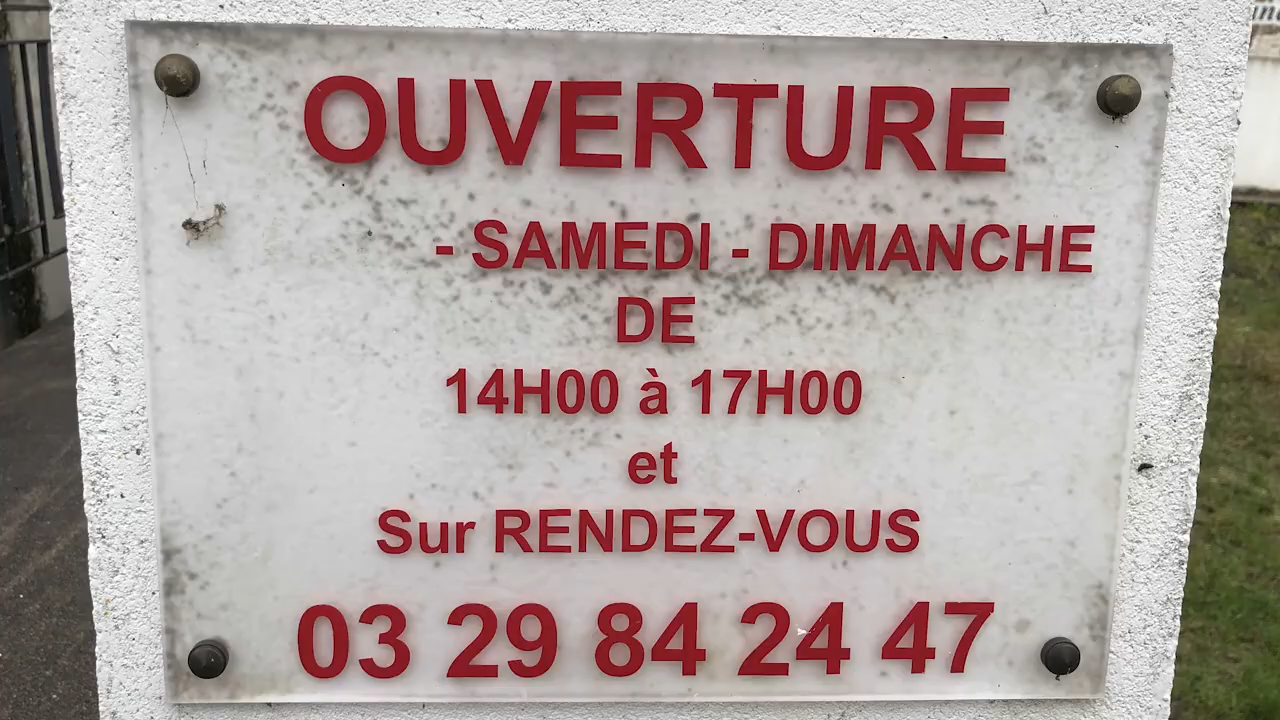 OUVERTURE
- SAMEDI - DIMANCHE
DE
14H00 à 17H00
et
Sur RENDEZ-VOUS
03 29 84 24 47